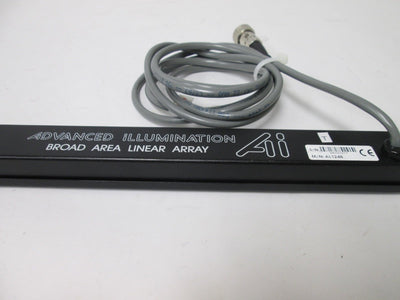 ADVANCED ILLUMINATION
BROAD AREA LINEAR ARRAY
Ai
T
CE